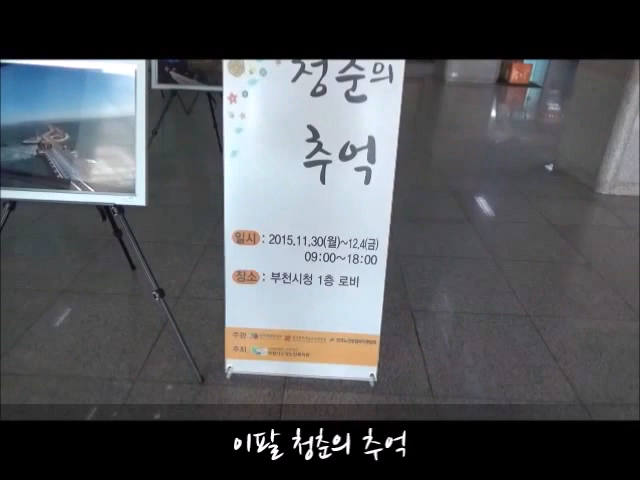 청춘의
추억
일시 : 2015.11.30(월)~12.4(금)
09:00~18:00
장소 : 부천시청 1층 로비
주관
주최
이팔 청춘의 추억